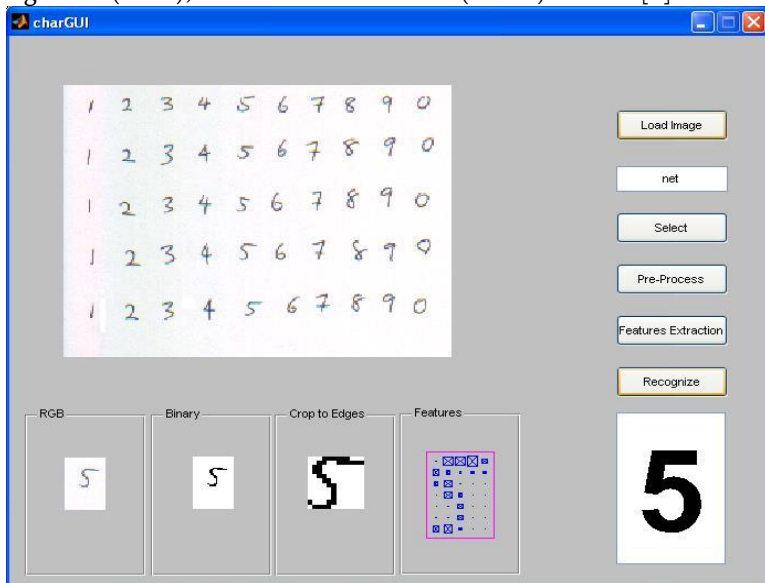 charGUI
1 2 3 4 5 6 7 8 9 0
1 2 3 4 5 6 7 8 9 0
1 2 3 4 5 6 7 8 9 0
1 2 3 4 5 6 7 8 9 0
1 2 3 4 5 6 7 8 9 0
Load Image
net
Select
Pre-Process
Features Extraction
Recognize
RGB
5
Binary
5
Crop to Edges
5
Features
5